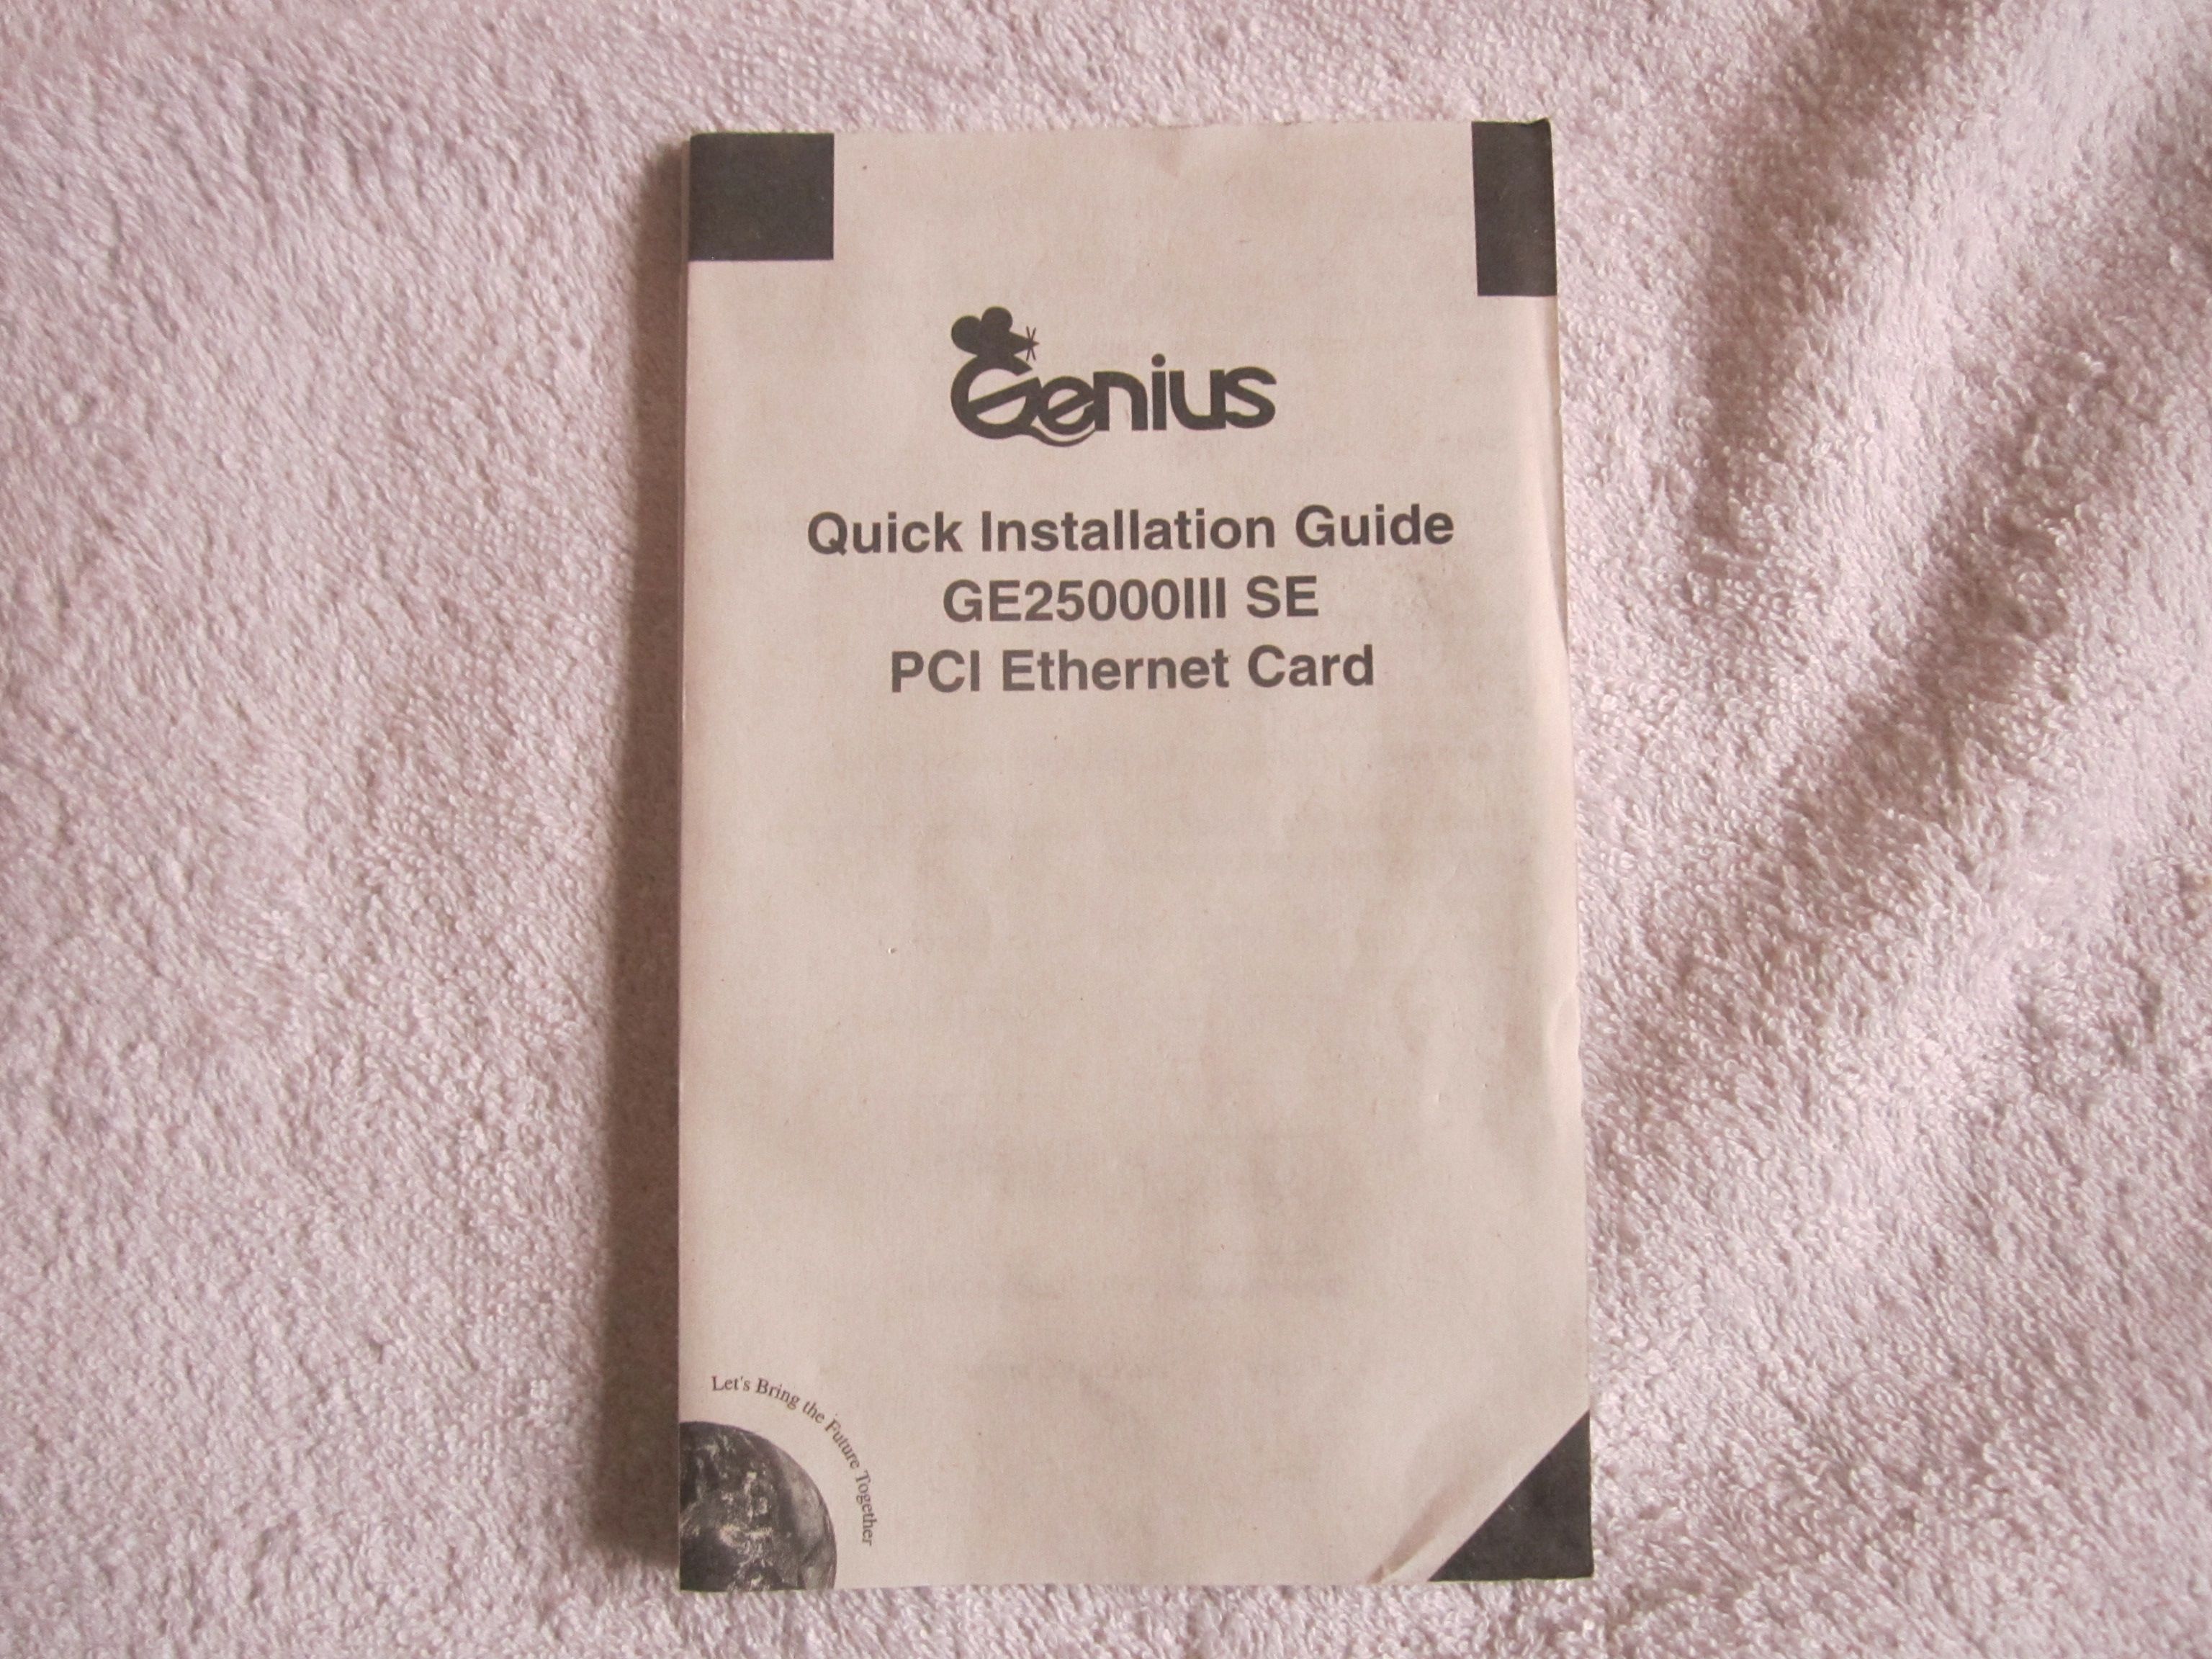 Genius
Quick Installation Guide
GE25000III SE
PCI Ethernet Card
Let's Bring the Future Together